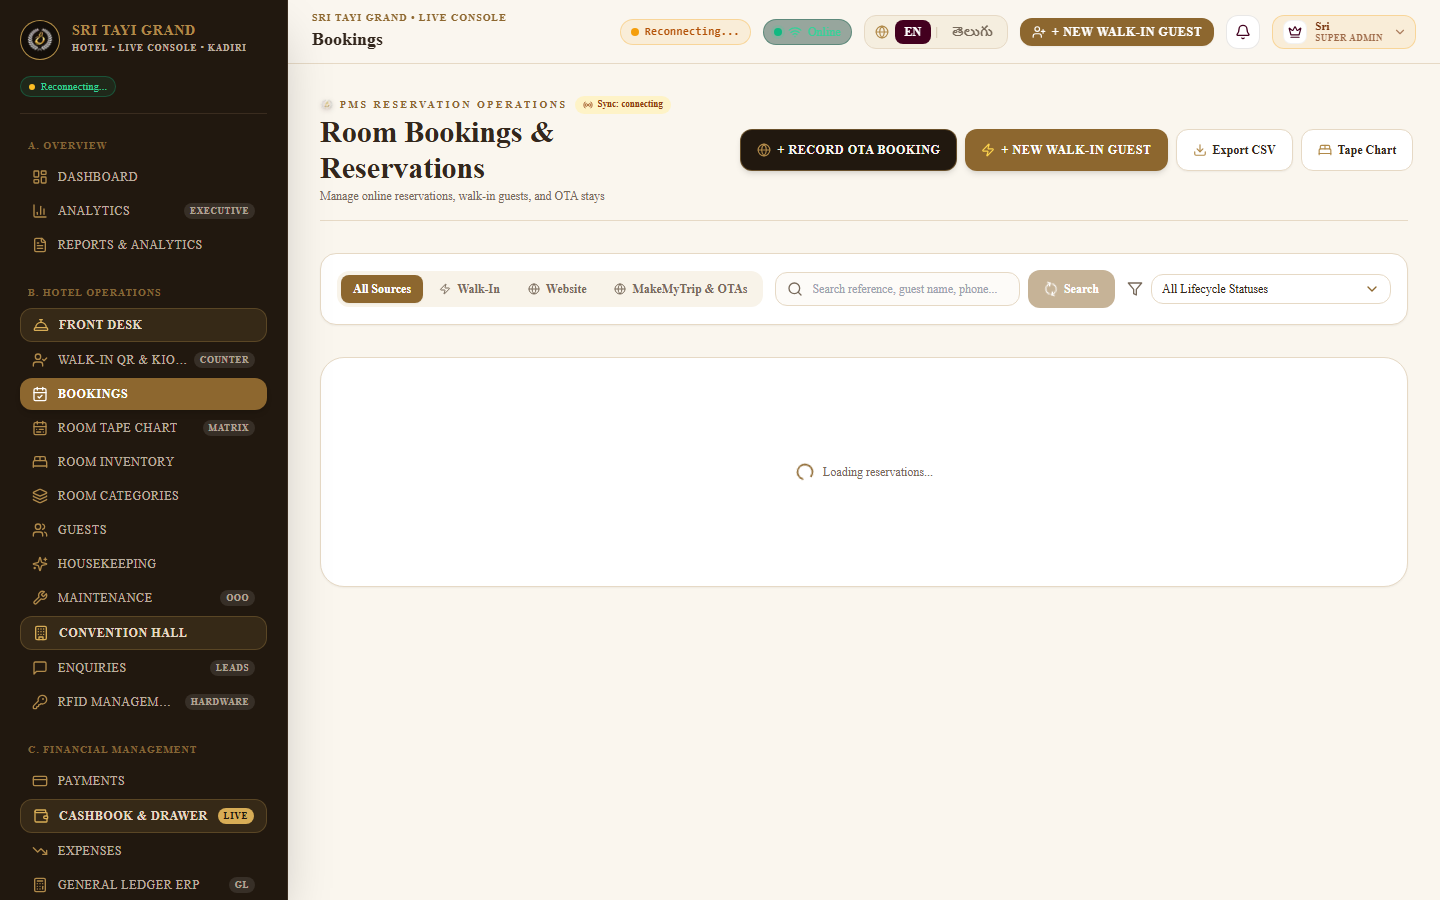 SRI TAYI GRAND
HOTEL • LIVE CONSOLE • KADIRI
Reconnecting...
A. OVERVIEW
DASHBOARD
ANALYTICS EXECUTIVE
REPORTS & ANALYTICS
B. HOTEL OPERATIONS
FRONT DESK
WALK-IN QR & KIO... COUNTER
BOOKINGS
ROOM TAPE CHART MATRIX
ROOM INVENTORY
ROOM CATEGORIES
GUESTS
HOUSEKEEPING
MAINTENANCE OOO
CONVENTION HALL
ENQUIRIES LEADS
RFID MANAGEM... HARDWARE
C. FINANCIAL MANAGEMENT
PAYMENTS
CASHBOOK & DRAWER LIVE
EXPENSES
GENERAL LEDGER ERP GL
SRI TAYI GRAND • LIVE CONSOLE
Bookings
Reconnecting...
EN తెలుగు
+ NEW WALK-IN GUEST
Sri
SUPER ADMIN
PMS RESERVATION OPERATIONS Sync: connecting
Room Bookings &
Reservations
Manage online reservations, walk-in guests, and OTA stays
+ RECORD OTA BOOKING + NEW WALK-IN GUEST Export CSV Tape Chart
All Sources Walk-In Website MakeMyTrip & OTAs Search reference, guest name, phone... Search All Lifecycle Statuses
Loading reservations...